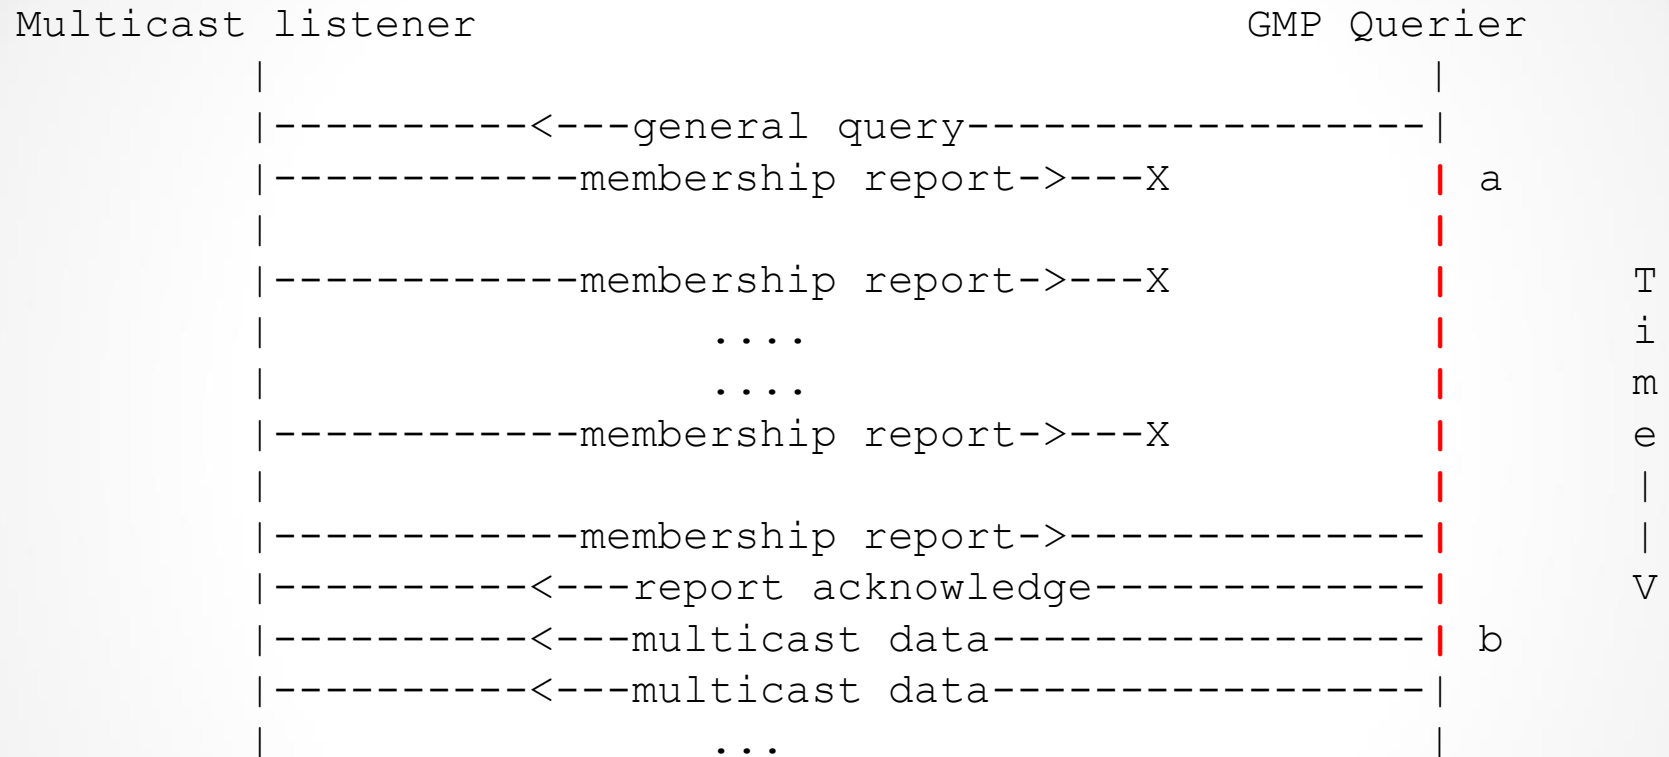 Multicast listener                              GMP Querier
         |                                             |
         |----------<---general query------------------|
         |------------membership report->---X          | a
         |                                             |
         |------------membership report->---X          |       T
         |                 ....                        |       i
         |                 ....                        |       m
         |------------membership report->---X          |       e
         |                                             |       |
         |------------membership report->--------------|       |
         |----------<---report acknowledge-------------|       V
         |----------<---multicast data-----------------| b
         |----------<---multicast data-----------------|
         |                 ...                         |